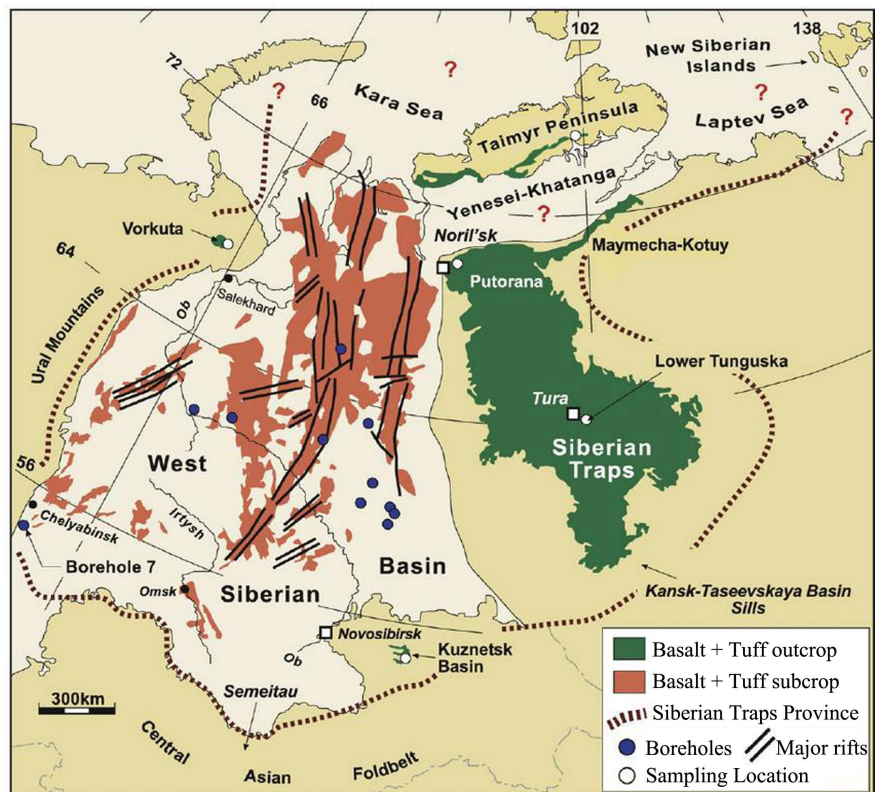 102
138
New Siberian
Islands
72
?
?
66
Kara Sea
?
Laptev Sea
?
Taimyr Peninsula
Yenesei-Khatanga
?
Vorkuta
Noril'sk
Maymecha-Kotuy
64
Putorana
Salekhard
Ob
Ural Mountains
Lower Tunguska
Tura
Siberian
Traps
West
56
Chelyabinsk
Irtysh
Borehole 7
Basin
Omsk
Siberian
Kansk-Taseevskaya Basin
Sills
Novosibirsk
Ob
Kuznetsk
Basin
Semeitau
300km
Central
Asian
Foldbelt
Basalt + Tuff outcrop
Basalt + Tuff subcrop
Siberian Traps Province
Boreholes
Major rifts
Sampling Location